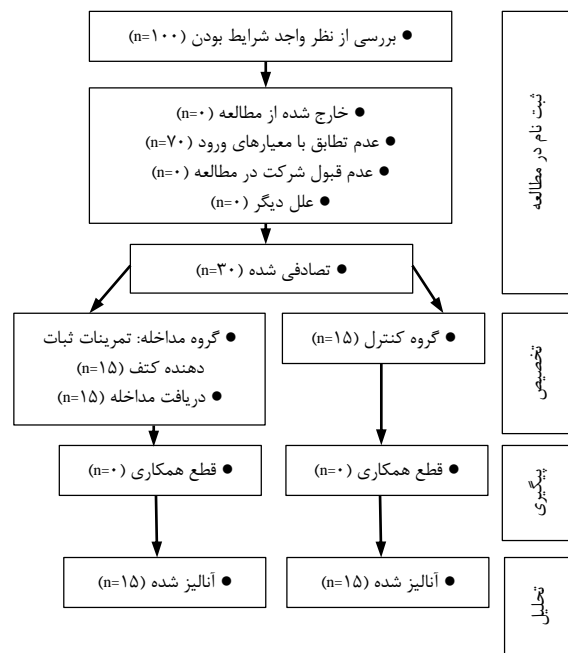 ● بررسی از نظر واجد شرایط بودن (n=۱۰۰)
ثبت نام در مطالعه
● خارج شده از مطالعه (n=۰)
● عدم تطابق با معیارهای ورود (n=۷۰)
● عدم قبول شرکت در مطالعه (n=۰)
● علل دیگر (n=۰)
● تصادفی شده (n=۳۰)
تخصیص
● گروه کنترل (n=۱۵)
● گروه مداخله: تمرینات ثبات
دهنده کتف (n=۱۵)
● دریافت مداخله (n=۱۵)
پیگیری
● قطع همکاری (n=۰)
● قطع همکاری (n=۰)
تحلیل
● آنالیز شده (n=۱۵)
● آنالیز شده (n=۱۵)